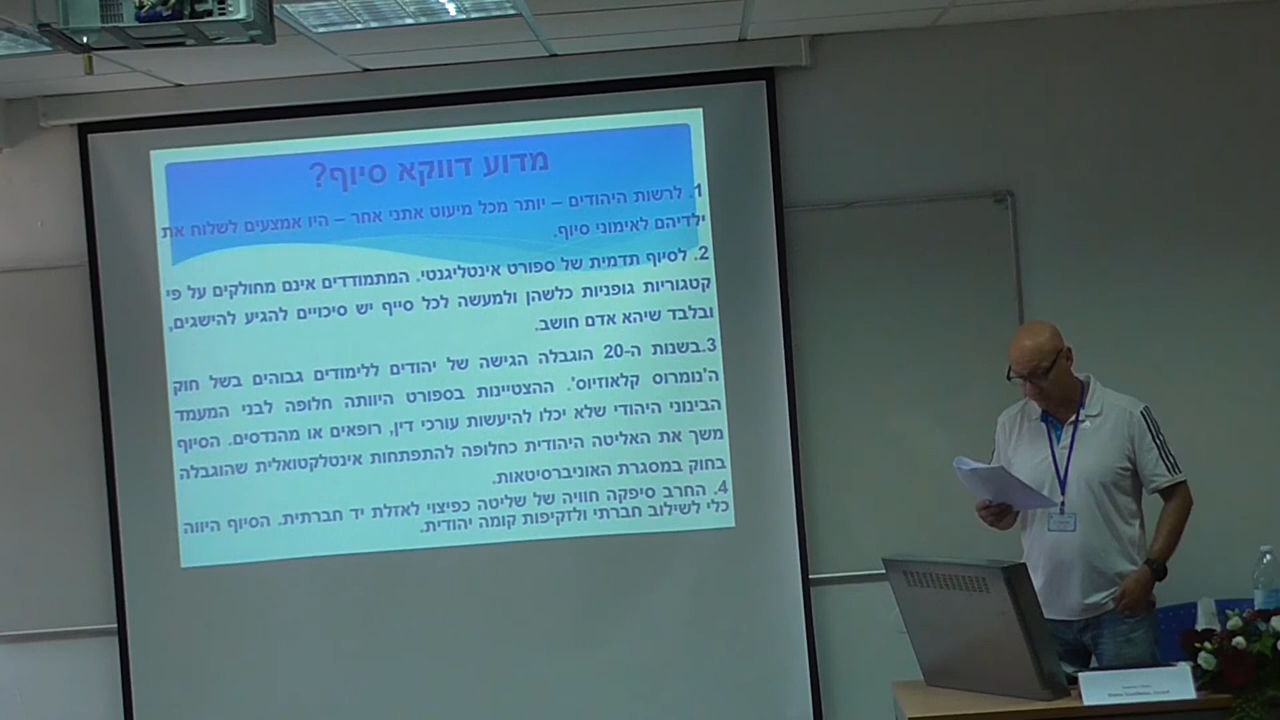 מדוע דווקא סיוף?
1. לרשות היהודים – יותר מכל מיעוט אתני אחר – היו אמצעים לשלוח את
ילדיהם לאימוני סיוף.
2. לסיוף תדמית של ספורט אינטליגנטי. המתמודדים אינם מחולקים על פי
קטגוריות גופניות כלשהן ולמעשה לכל סייף יש סיכויים להגיע להישגים,
ובלבד שיהא אדם חושב.
3.בשנות ה-20 הוגבלה הגישה של יהודים ללימודים גבוהים בשל חוק
ה'נומרוס קלאוזיוס'. ההצטיינות בספורט היוותה חלופה לבני המעמד
הבינוני היהודי שלא יכלו להיעשות עורכי דין, רופאים או מהנדסים. הסיוף
משך את האליטה היהודית כחלופה להתפתחות אינטלקטואלית שהוגבלה
בחוק במסגרת האוניברסיטאות.
4. החרב סיפקה חוויה של שליטה כפיצוי לאזלת יד חברתית. הסיוף היווה
כלי לשילוב חברתי ולזקיפות קומה יהודית.